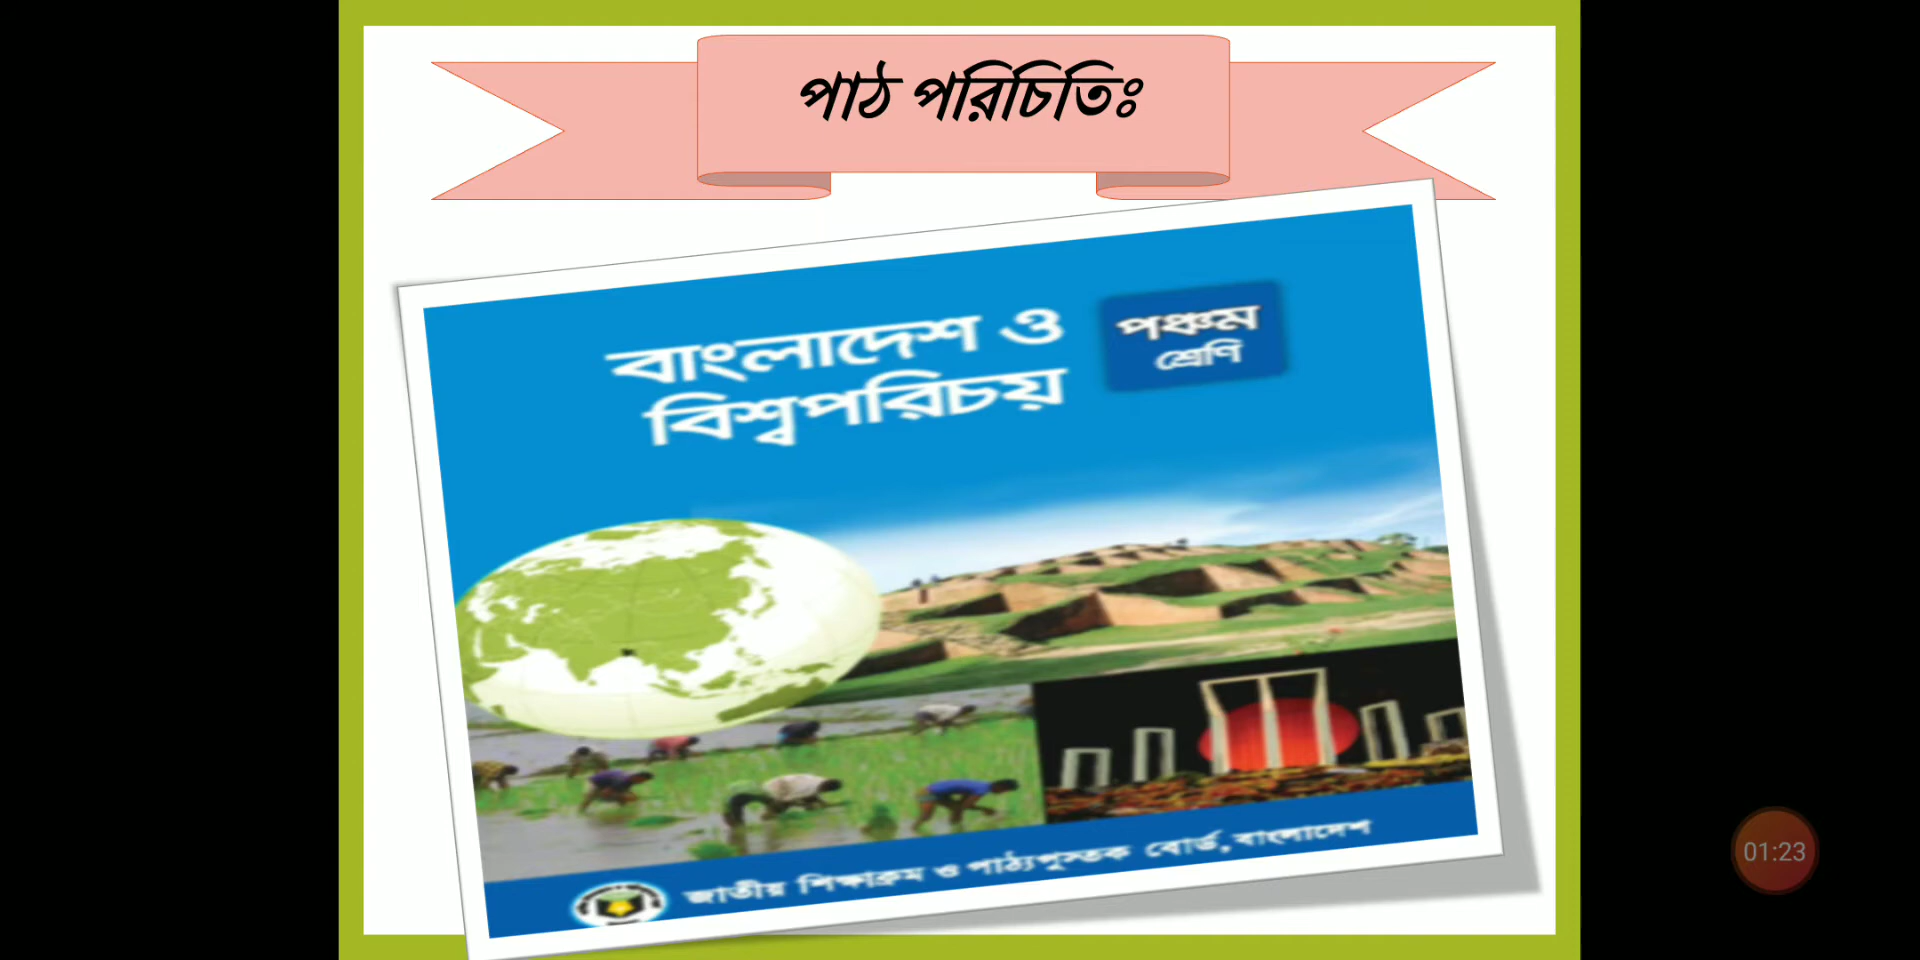 পাঠ পরিচিতিঃ
বাংলাদেশ ও
বিশ্বপরিচয়
পঞ্চম
শ্রেণি
জাতীয় শিক্ষাক্রম ও পাঠ্যপুস্তক বোর্ড, বাংলাদেশ
01:23